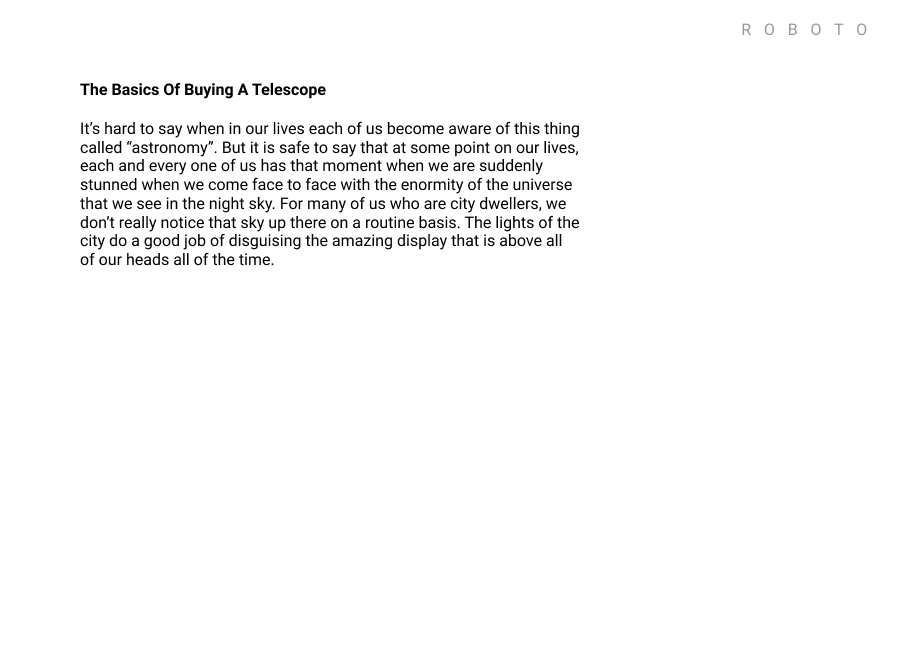 R O B O T O
The Basics Of Buying A Telescope
It’s hard to say when in our lives each of us become aware of this thing
called “astronomy”. But it is safe to say that at some point on our lives,
each and every one of us has that moment when we are suddenly
stunned when we come face to face with the enormity of the universe
that we see in the night sky. For many of us who are city dwellers, we
don’t really notice that sky up there on a routine basis. The lights of the
city do a good job of disguising the amazing display that is above all
of our heads all of the time.